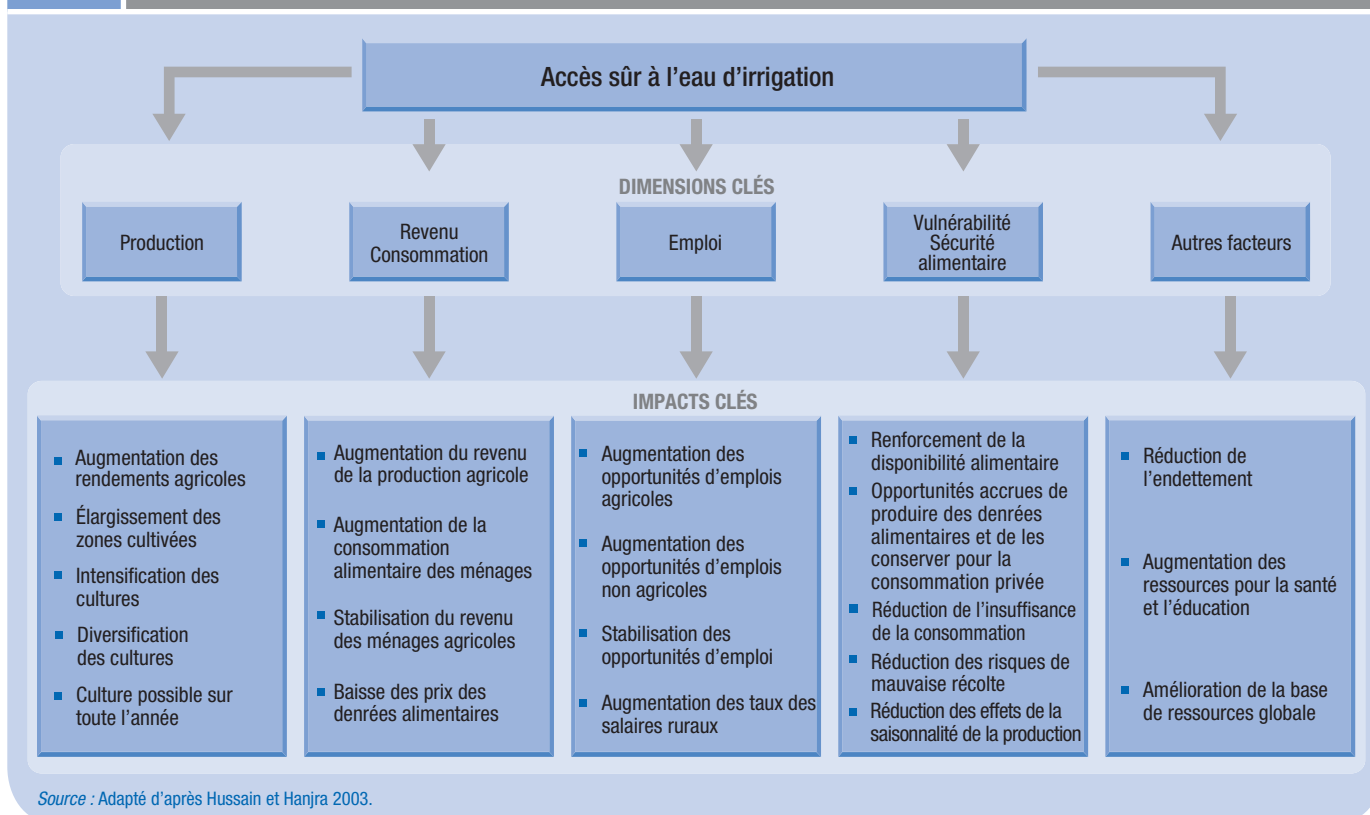 Accès sûr à l'eau d'irrigation
DIMENSIONS CLÉS
Production
Revenu
Consommation
Emploi
Vulnérabilité
Sécurité
alimentaire
Autres facteurs
IMPACTS CLÉS
Augmentation des
rendements agricoles
Élargissement des
zones cultivées
Intensification des
cultures
Diversification
des cultures
Culture possible sur
toute l'année
Augmentation du revenu
de la production agricole
Augmentation de la
consommation
alimentaire des ménages
Stabilisation du revenu
des ménages agricoles
Baisse des prix des
denrées alimentaires
Augmentation des
opportunités d'emplois
agricoles
Augmentation des
opportunités d'emplois
non agricoles
Stabilisation des
opportunités d'emploi
Augmentation des taux des
salaires ruraux
Renforcement de la
disponibilité alimentaire
Opportunités accrues de
produire des denrées
alimentaires et de les
conserver pour la
consommation privée
Réduction de l'insuffisance
de la consommation
Réduction des risques de
mauvaise récolte
Réduction des effets de la
saisonnalité de la production
Réduction de
l'endettement
Augmentation des
ressources pour la santé
et l'éducation
Amélioration de la base
de ressources globale
Source : Adapté d'après Hussain et Hanjra 2003.